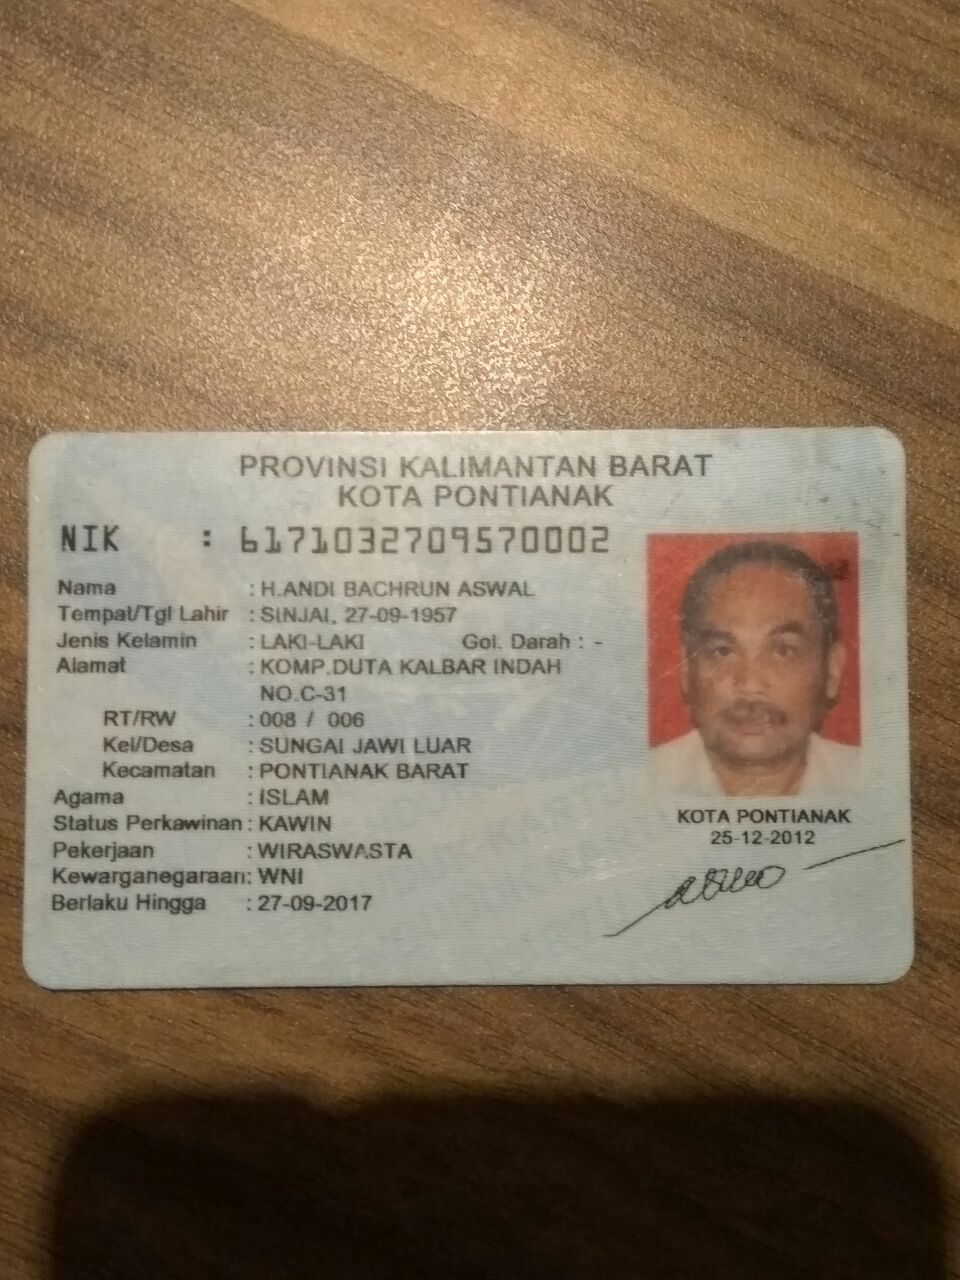 PROVINSI KALIMANTAN BARAT
KOTA PONTIANAK
NIK : 6171032709570002
Nama : H.ANDI BACHRUN ASWAL
Tempat/Tgl Lahir : SINJAI, 27-09-1957
Jenis Kelamin : LAKI-LAKI Gol. Darah : -
Alamat : KOMP.DUTA KALBAR INDAH
NO.C-31
RT/RW : 008 / 006
Kel/Desa : SUNGAI JAWI LUAR
Kecamatan : PONTIANAK BARAT
Agama : ISLAM
Status Perkawinan : KAWIN
Pekerjaan : WIRASWASTA
Kewarganegaraan: WNI
Berlaku Hingga : 27-09-2017
KOTA PONTIANAK
25-12-2012